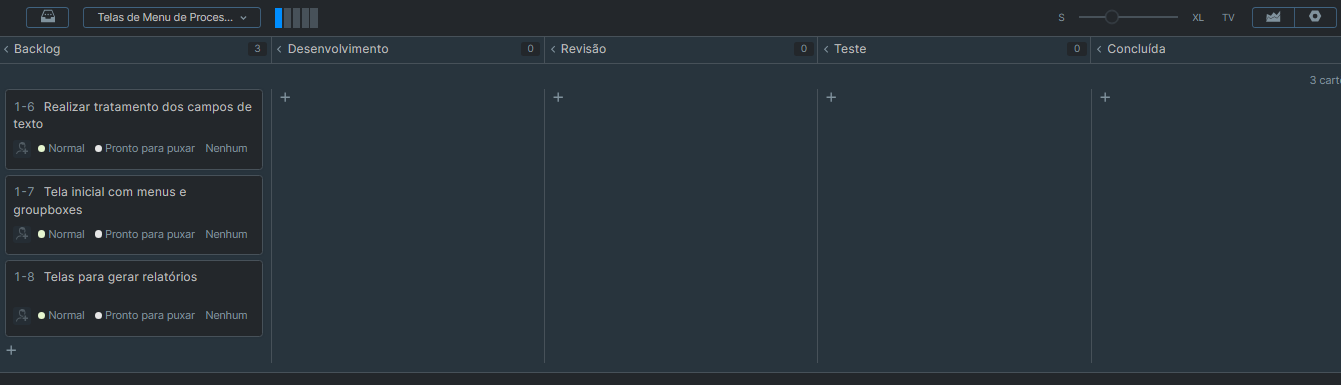 Telas de Menu de Proces...
S
XL
TV
Backlog
3
Desenvolvimento
0
Revisão
0
Teste
0
Concluída
3 cart
1-6 Realizar tratamento dos campos de
texto
Normal
Pronto para puxar
Nenhum
1-7 Tela inicial com menus e
groupboxes
Normal
Pronto para puxar
Nenhum
1-8 Telas para gerar relatórios
Normal
Pronto para puxar
Nenhum